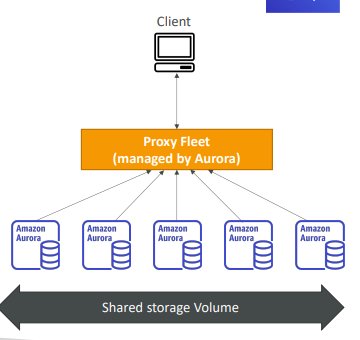 Client
Proxy Fleet
(managed by Aurora)
Amazon
Aurora
Amazon
Aurora
Amazon
Aurora
Amazon
Aurora
Amazon
Aurora
Shared storage Volume